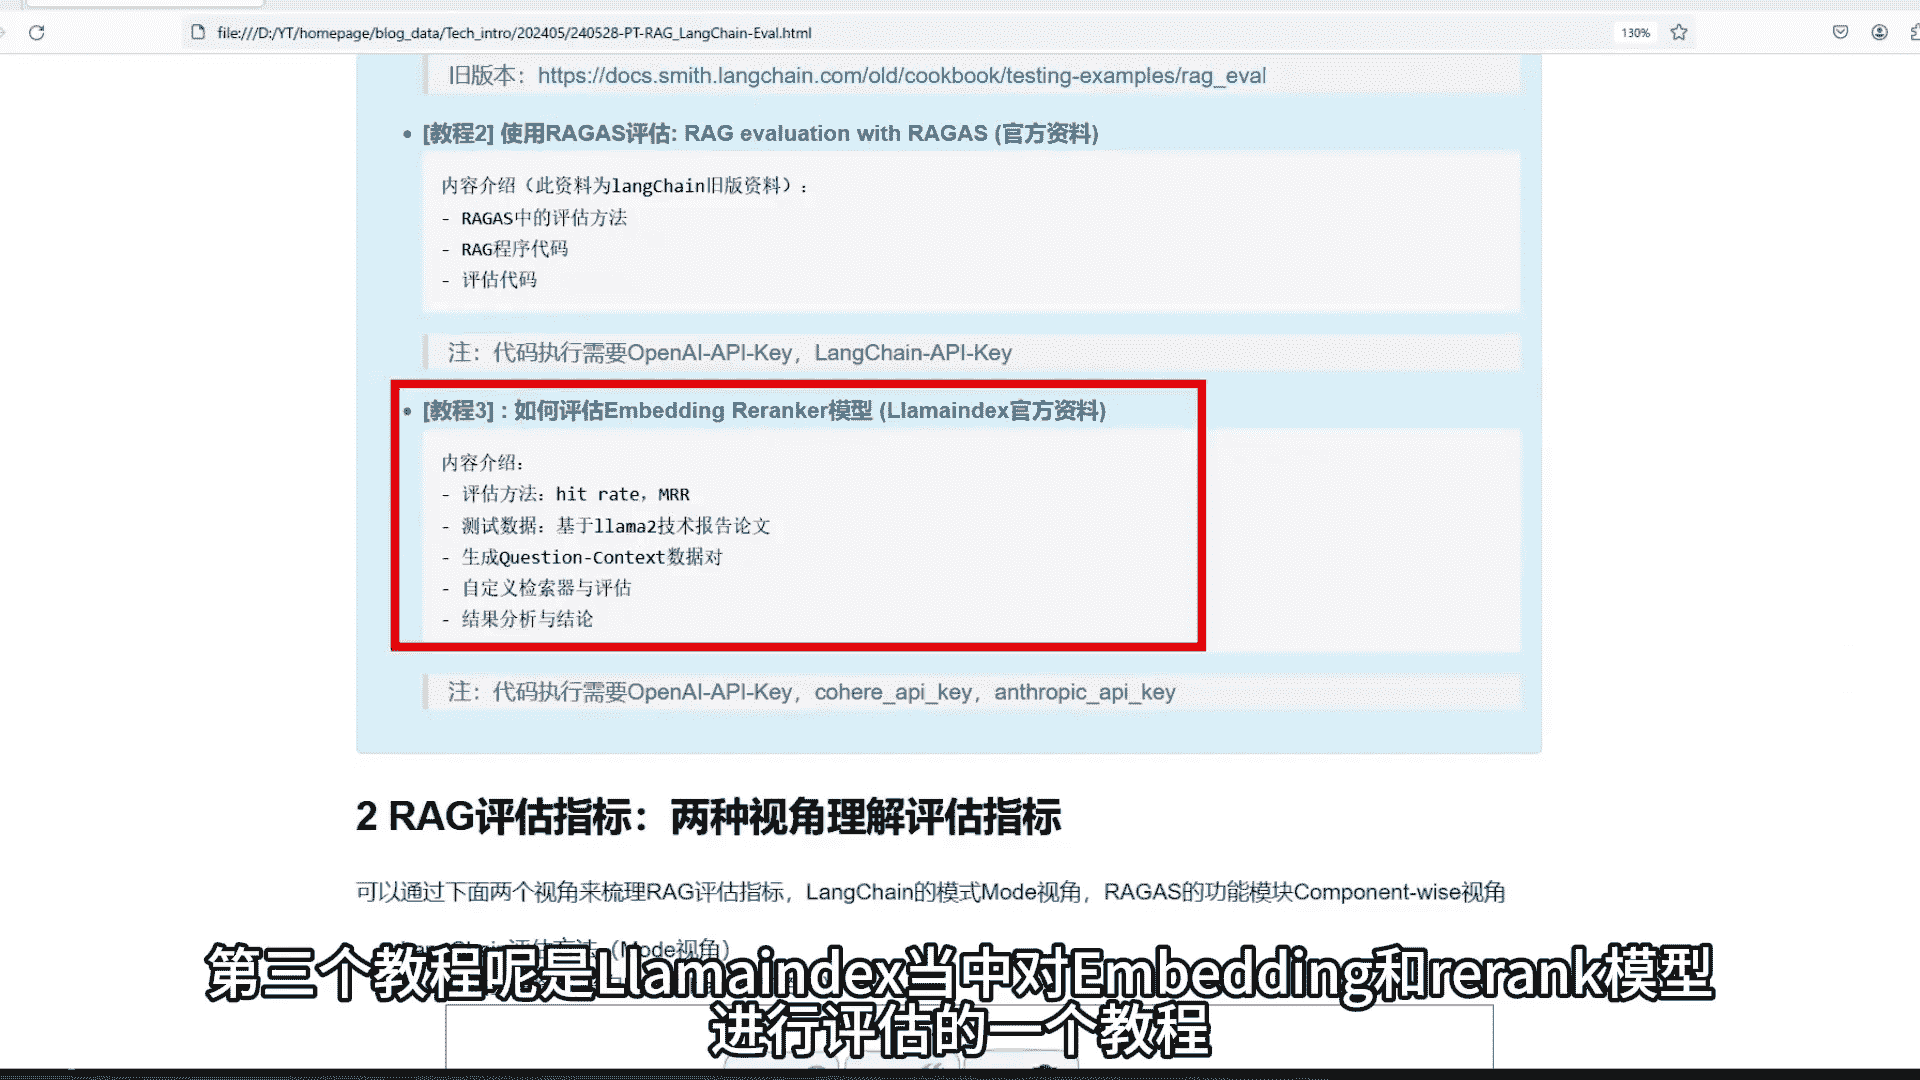 file:///D:/YT/homepage/blog_data/Tech_intro/202405/240528-PT-RAG_LangChain-Eval.html
130%
旧版本：https://docs.smith.langchain.com/old/cookbook/testing-examples/rag_eval
• [教程2] 使用RAGAS评估: RAG evaluation with RAGAS (官方资料)
内容介绍（此资料为langChain旧版资料）：
- RAGAS中的评估方法
- RAG程序代码
- 评估代码
注：代码执行需要OpenAI-API-Key，LangChain-API-Key
• [教程3] : 如何评估Embedding Reranker模型 (Llamaindex官方资料)
内容介绍：
- 评估方法：hit rate，MRR
- 测试数据：基于llama2技术报告论文
- 生成Question-Context数据对
- 自定义检索器与评估
- 结果分析与结论
注：代码执行需要OpenAI-API-Key，cohere_api_key，anthropic_api_key
2 RAG评估指标：两种视角理解评估指标
可以通过下面两个视角来梳理RAG评估指标，LangChain的模式Mode视角，RAGAS的功能模块Component-wise视角
（Mode视角）
第三个教程呢是Llamaindex当中对Embedding和rerank模型
进行评估的一个教程